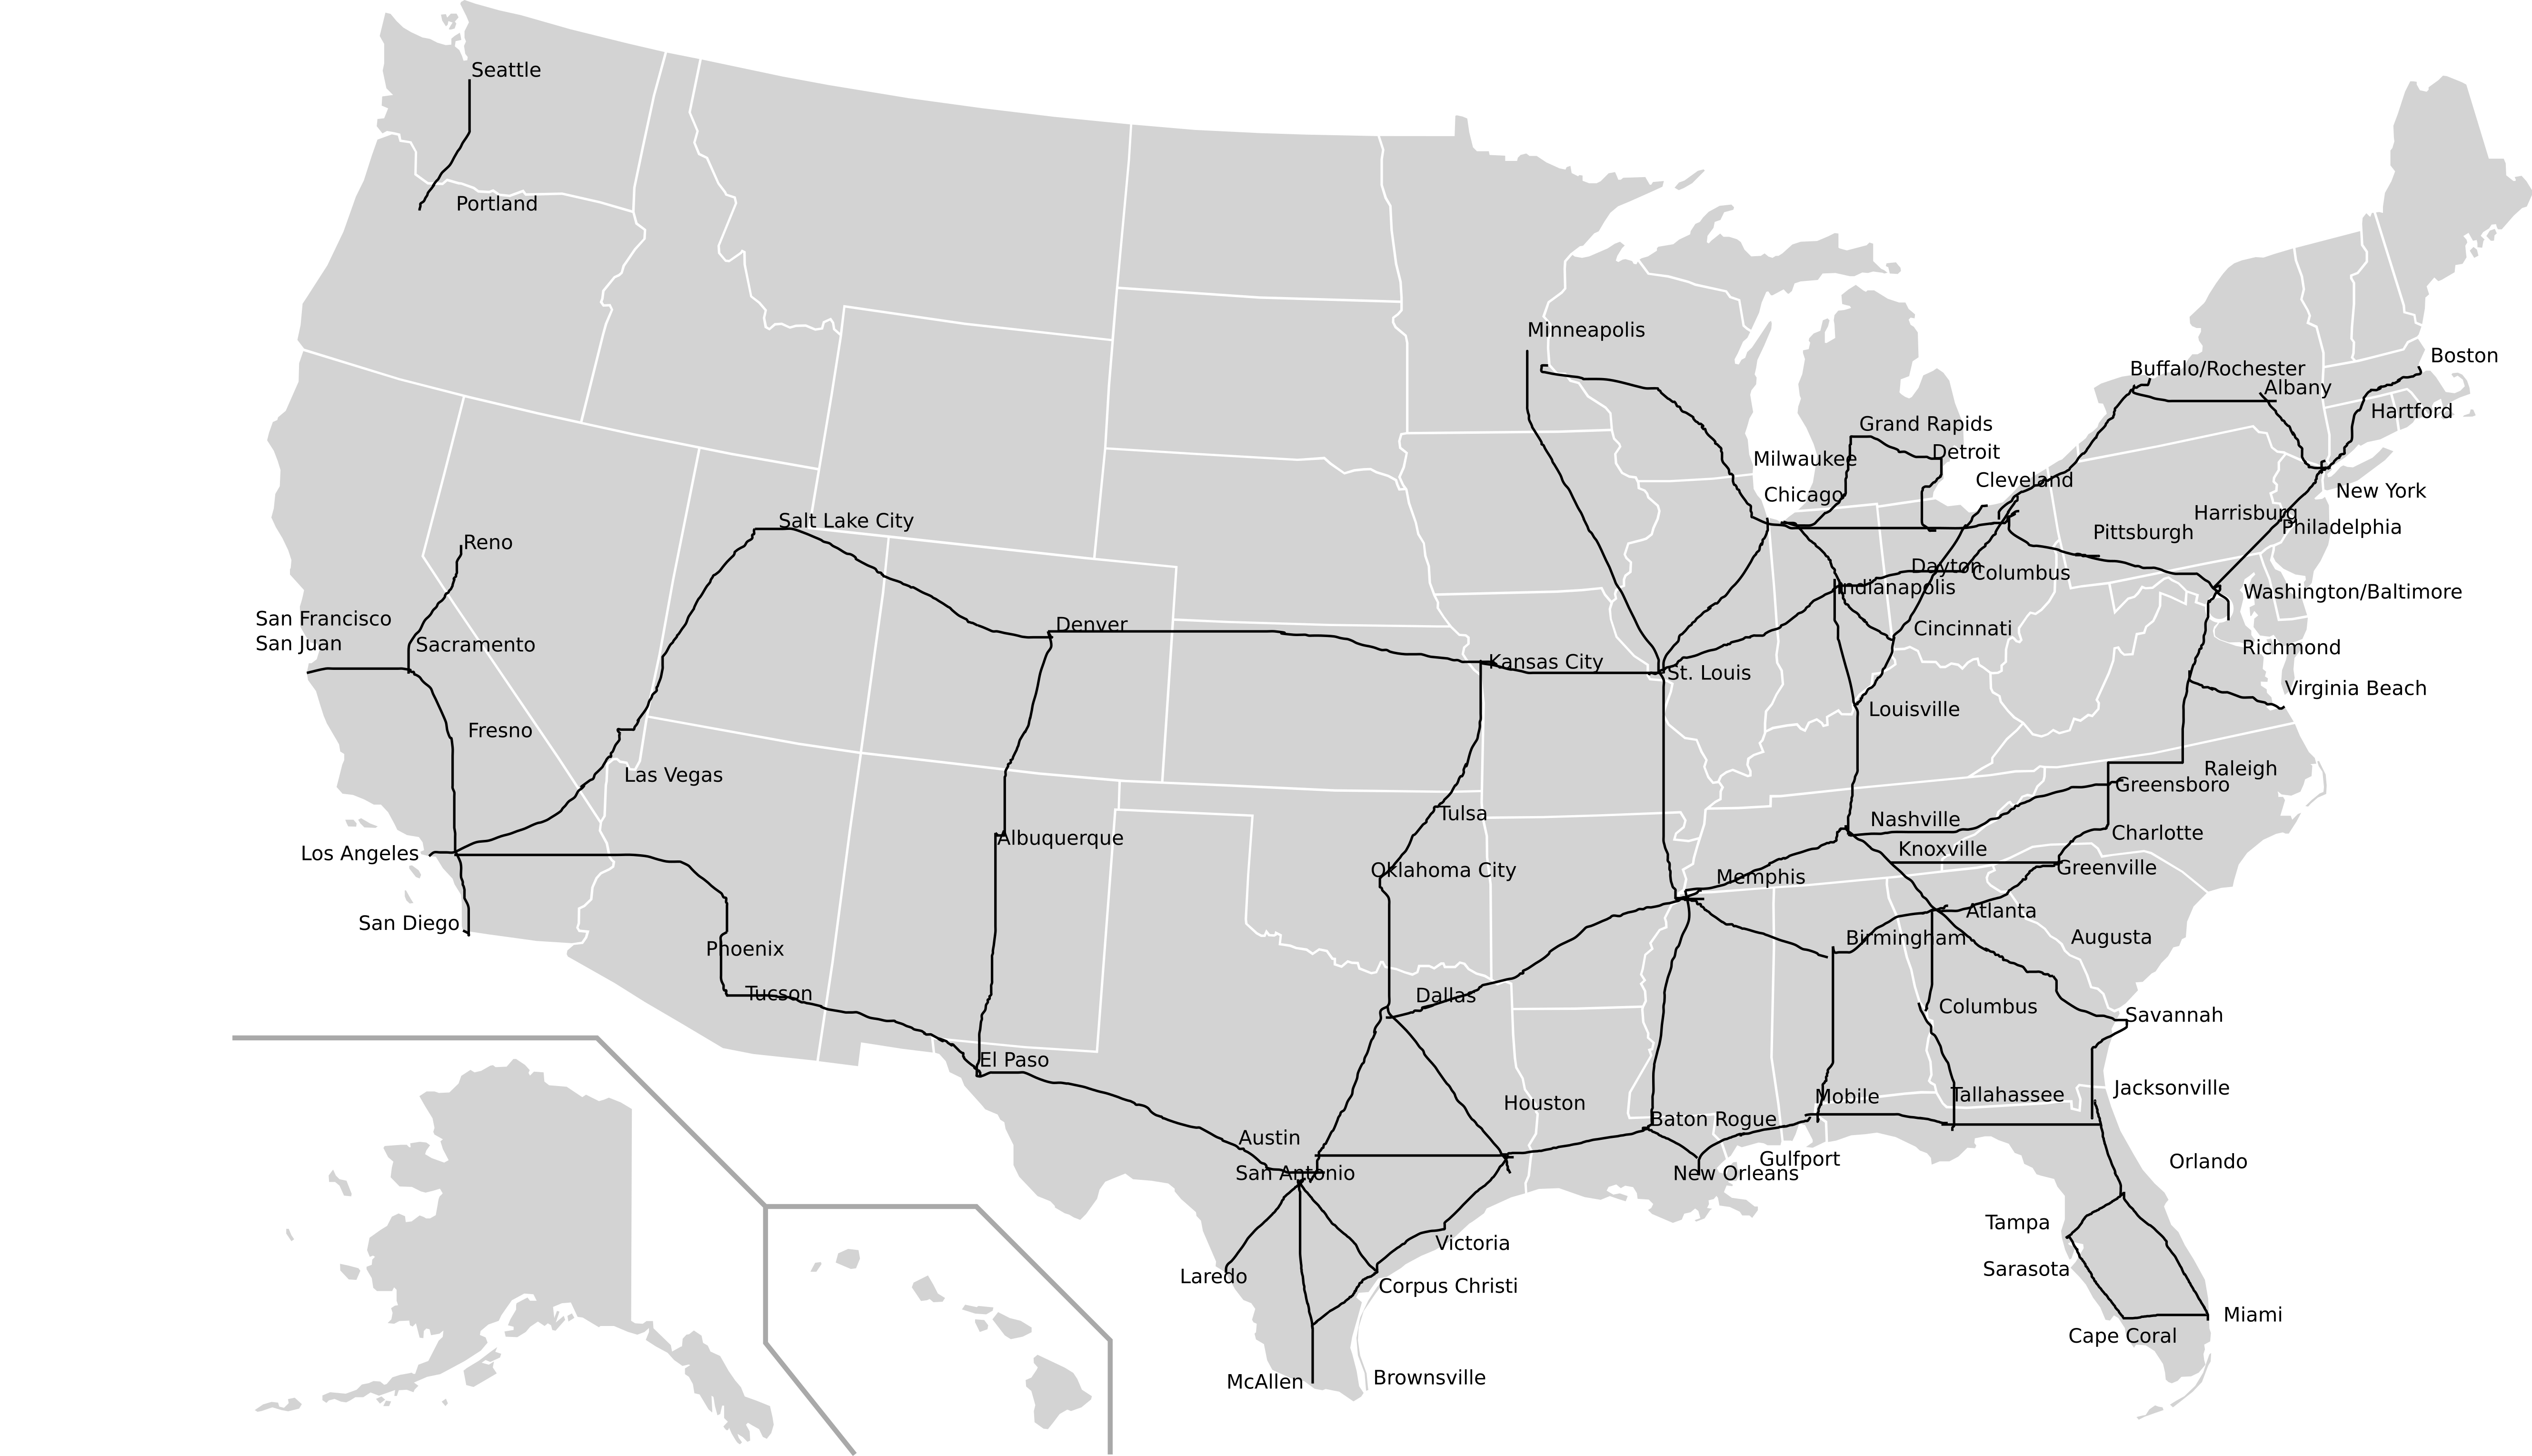 Seattle
Portland
Minneapolis
Boston
Buffalo/Rochester
Albany
Hartford
Grand Rapids
Detroit
Milwaukee
Cleveland
Chicago
New York
Harrisburg
Philadelphia
Salt Lake City
Pittsburgh
Reno
Dayton
Columbus
Indianapolis
Washington/Baltimore
San Francisco
San Juan
Denver
Cincinnati
Sacramento
Richmond
Kansas City
St. Louis
Virginia Beach
Louisville
Fresno
Las Vegas
Raleigh
Greensboro
Tulsa
Nashville
Charlotte
Albuquerque
Los Angeles
Knoxville
Greenville
Oklahoma City
Memphis
San Diego
Atlanta
Birmingham
Augusta
Phoenix
Tucson
Dallas
Columbus
Savannah
El Paso
Jacksonville
Mobile
Tallahassee
Houston
Baton Rogue
Austin
Gulfport
Orlando
San Antonio
New Orleans
Tampa
Victoria
Sarasota
Laredo
Corpus Christi
Miami
Cape Coral
McAllen
Brownsville